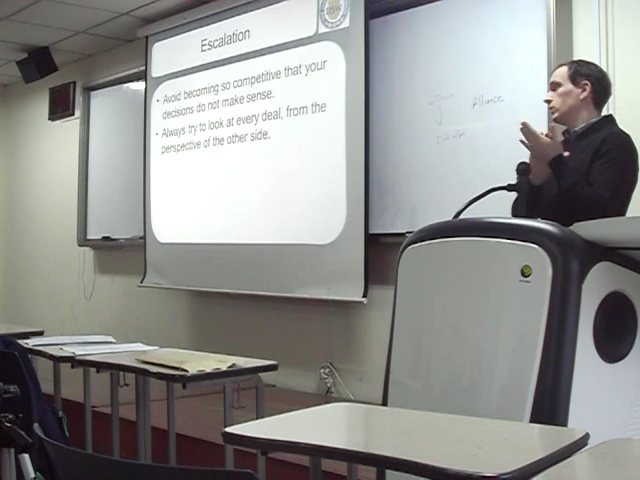 Escalation
• Avoid becoming so competitive that your
decisions do not make sense.
• Always try to look at every deal, from the
perspective of the other side.
Alliance